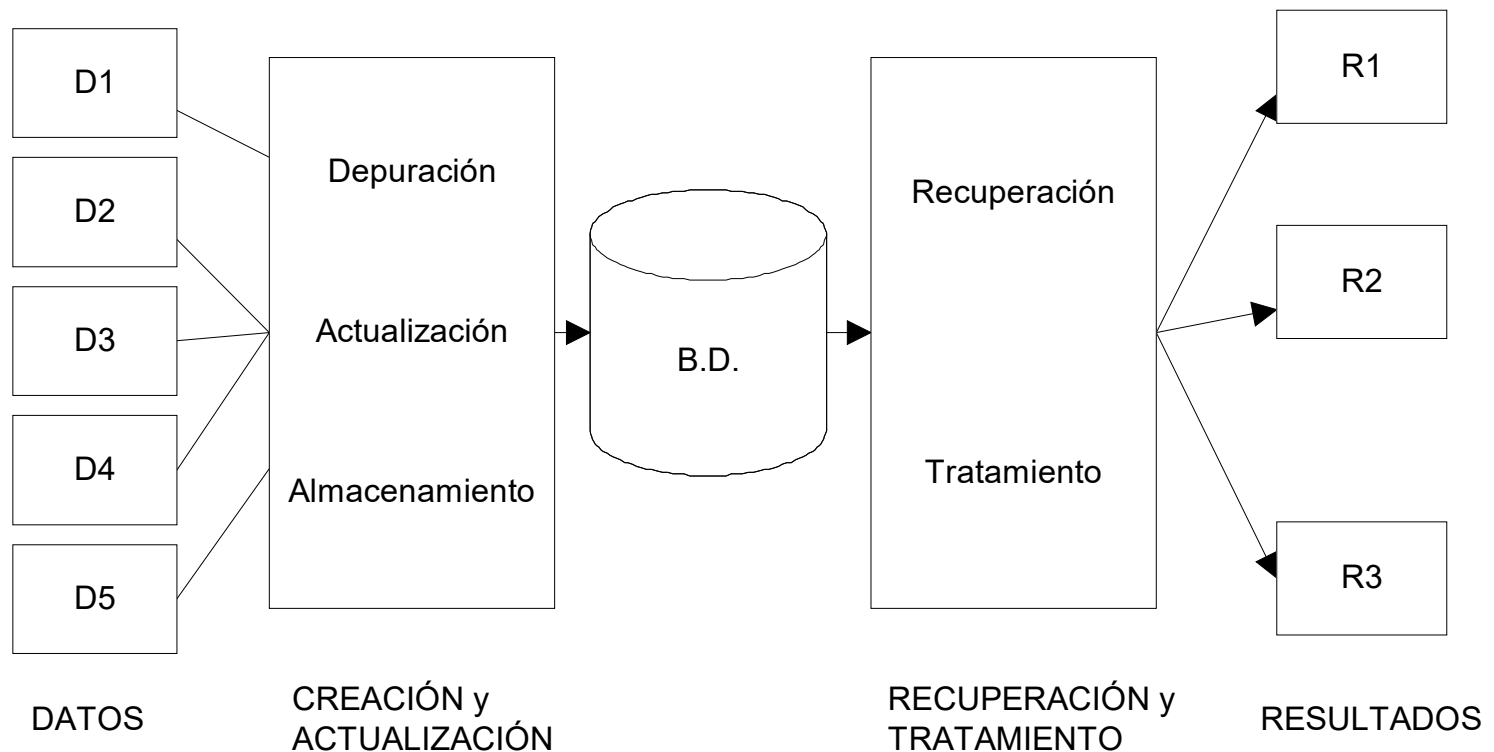 D1
D2
D3
D4
D5
Depuración
Actualización
Almacenamiento
B.D.
Recuperación
Tratamiento
R1
R2
R3
DATOS
CREACIÓN y
ACTUALIZACIÓN
RECUPERACIÓN y
TRATAMIENTO
RESULTADOS